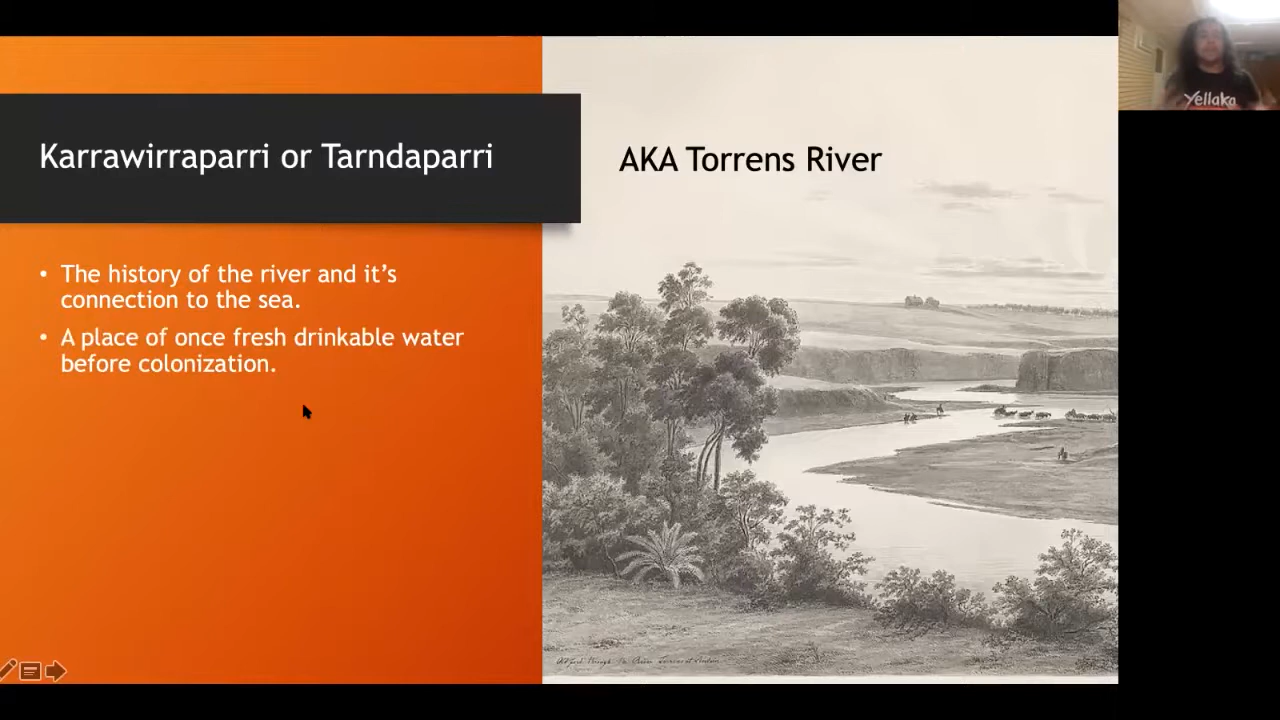 Karrawirraparri or Tarndaparri
AKA Torrens River
• The history of the river and it’s
connection to the sea.
• A place of once fresh drinkable water
before colonization.
Yellaka